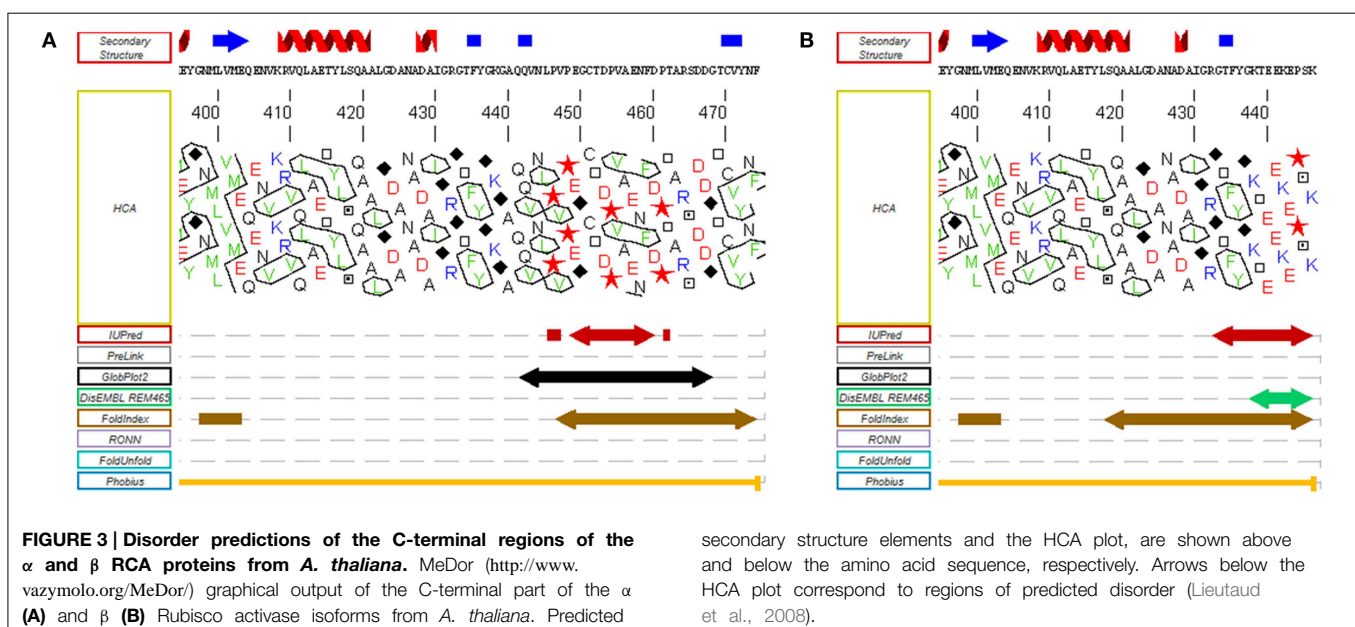 A
Secondary Structure
EYGNMLVMEQENVKRVQLAETYLSQAALGDANADAIGRGTFYGKGAQQVNLPVPEGCTDPVAENFDPTARSDDGTCVYNF
400 410 420 430 440 450 460 470
HCA
IUPred
PreLink
GlobPlot2
DisEMBL REM465
FoldIndex
RONN
FoldUnfold
Phobius
B
Secondary Structure
EYGNMLVMEQENVKRVQLAETYLSQAALGDANADAIGRGTFYGKTEEKEPSK
400 410 420 430 440
HCA
IUPred
PreLink
GlobPlot2
DisEMBL REM465
FoldIndex
RONN
FoldUnfold
Phobius
FIGURE 3 | Disorder predictions of the C-terminal regions of the
α and β RCA proteins from A. thaliana. MeDor (http://www.
vazymolo.org/MeDor/) graphical output of the C-terminal part of the α
(A) and β (B) Rubisco activase isoforms from A. thaliana. Predicted
secondary structure elements and the HCA plot, are shown above
and below the amino acid sequence, respectively. Arrows below the
HCA plot correspond to regions of predicted disorder (Lieutaud
et al., 2008).